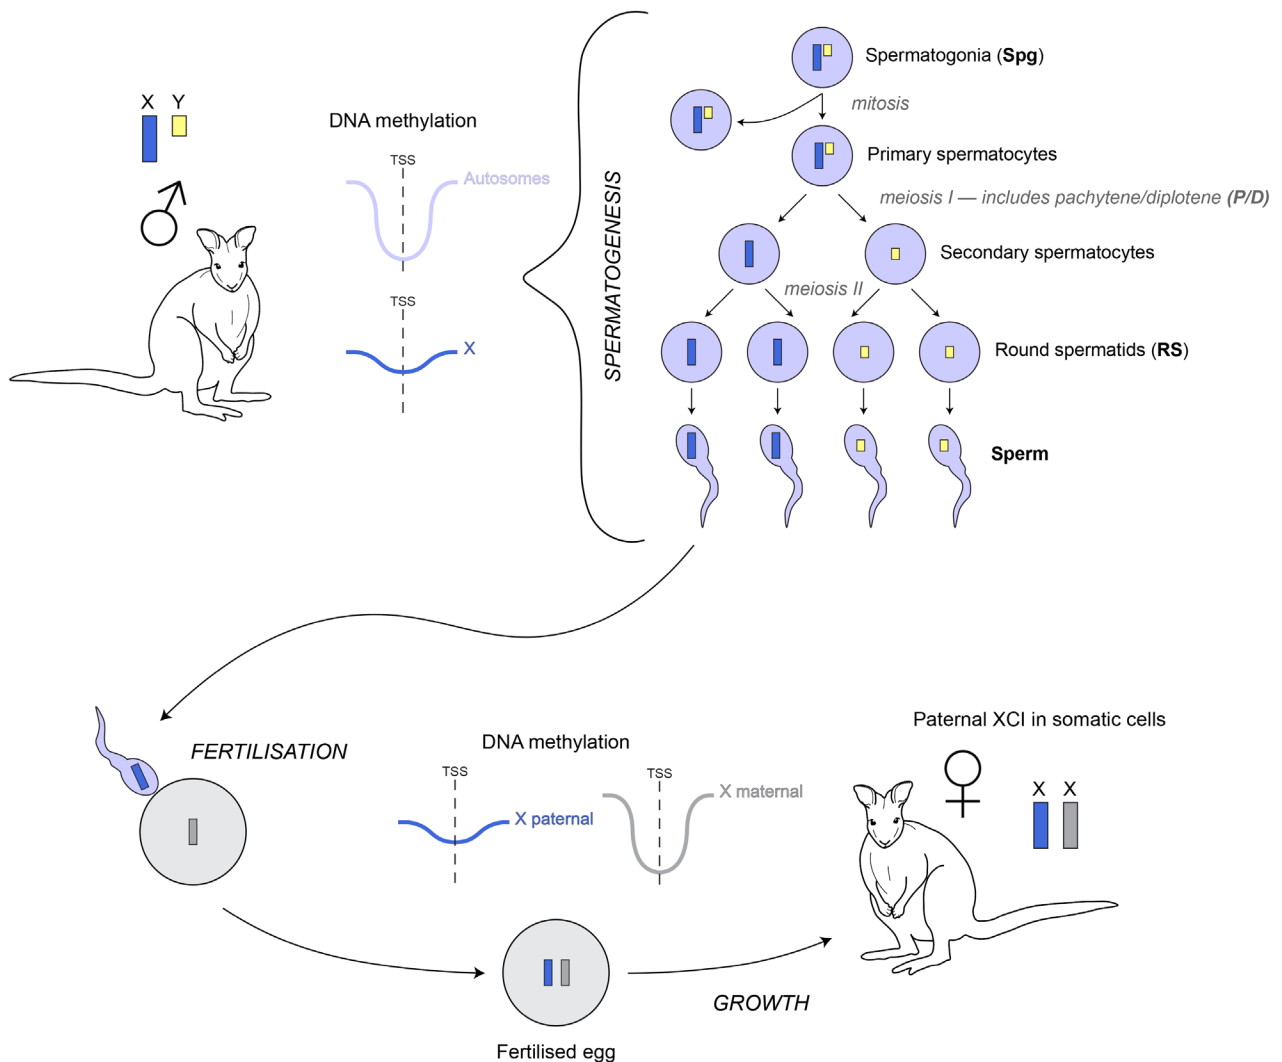 X Y
DNA methylation
TSS
Autosomes
TSS
X
SPERMATOGENESIS
Spermatogonia (Spg)
mitosis
Primary spermatocytes
meiosis I — includes pachytene/diplotene (P/D)
Secondary spermatocytes
meiosis II
Round spermatids (RS)
Sperm
FERTILISATION
DNA methylation
TSS
X paternal
TSS
X maternal
Paternal XCI in somatic cells
X X
GROWTH
Fertilised egg